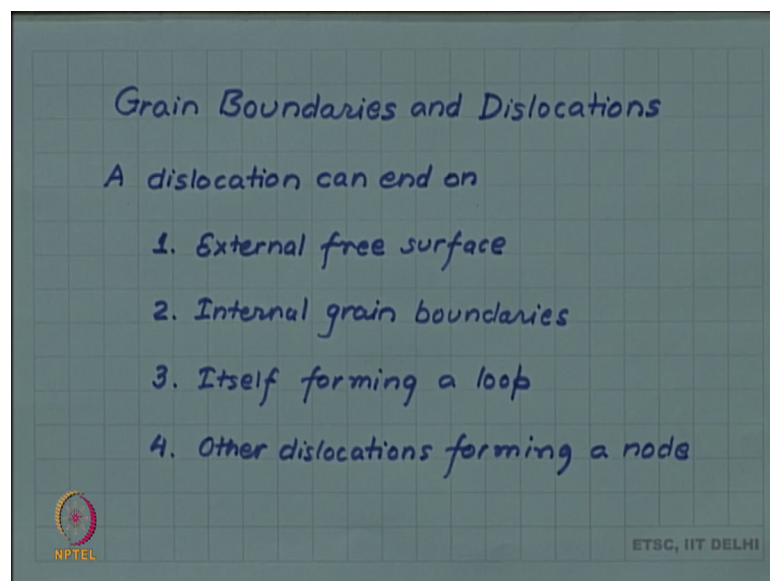 Grain Boundaries and Dislocations
A dislocation can end on
1. External free surface
2. Internal grain boundaries
3. Itself forming a loop
4. Other dislocations forming a node
NPTEL
ETSC, IIT DELHI